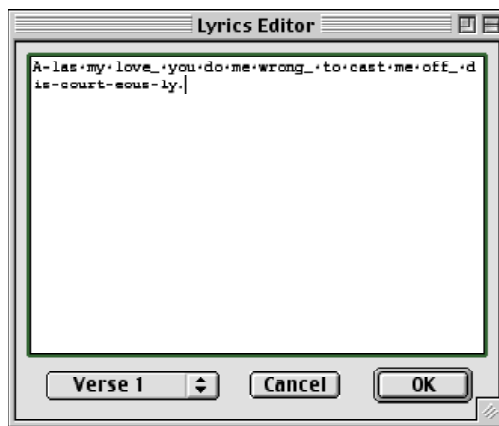 Lyrics Editor
A-las·my·love_·you·do·me·wrong_·to·cast·me·off_·d
is-court-eous-ly.
Verse 1
Cancel
OK